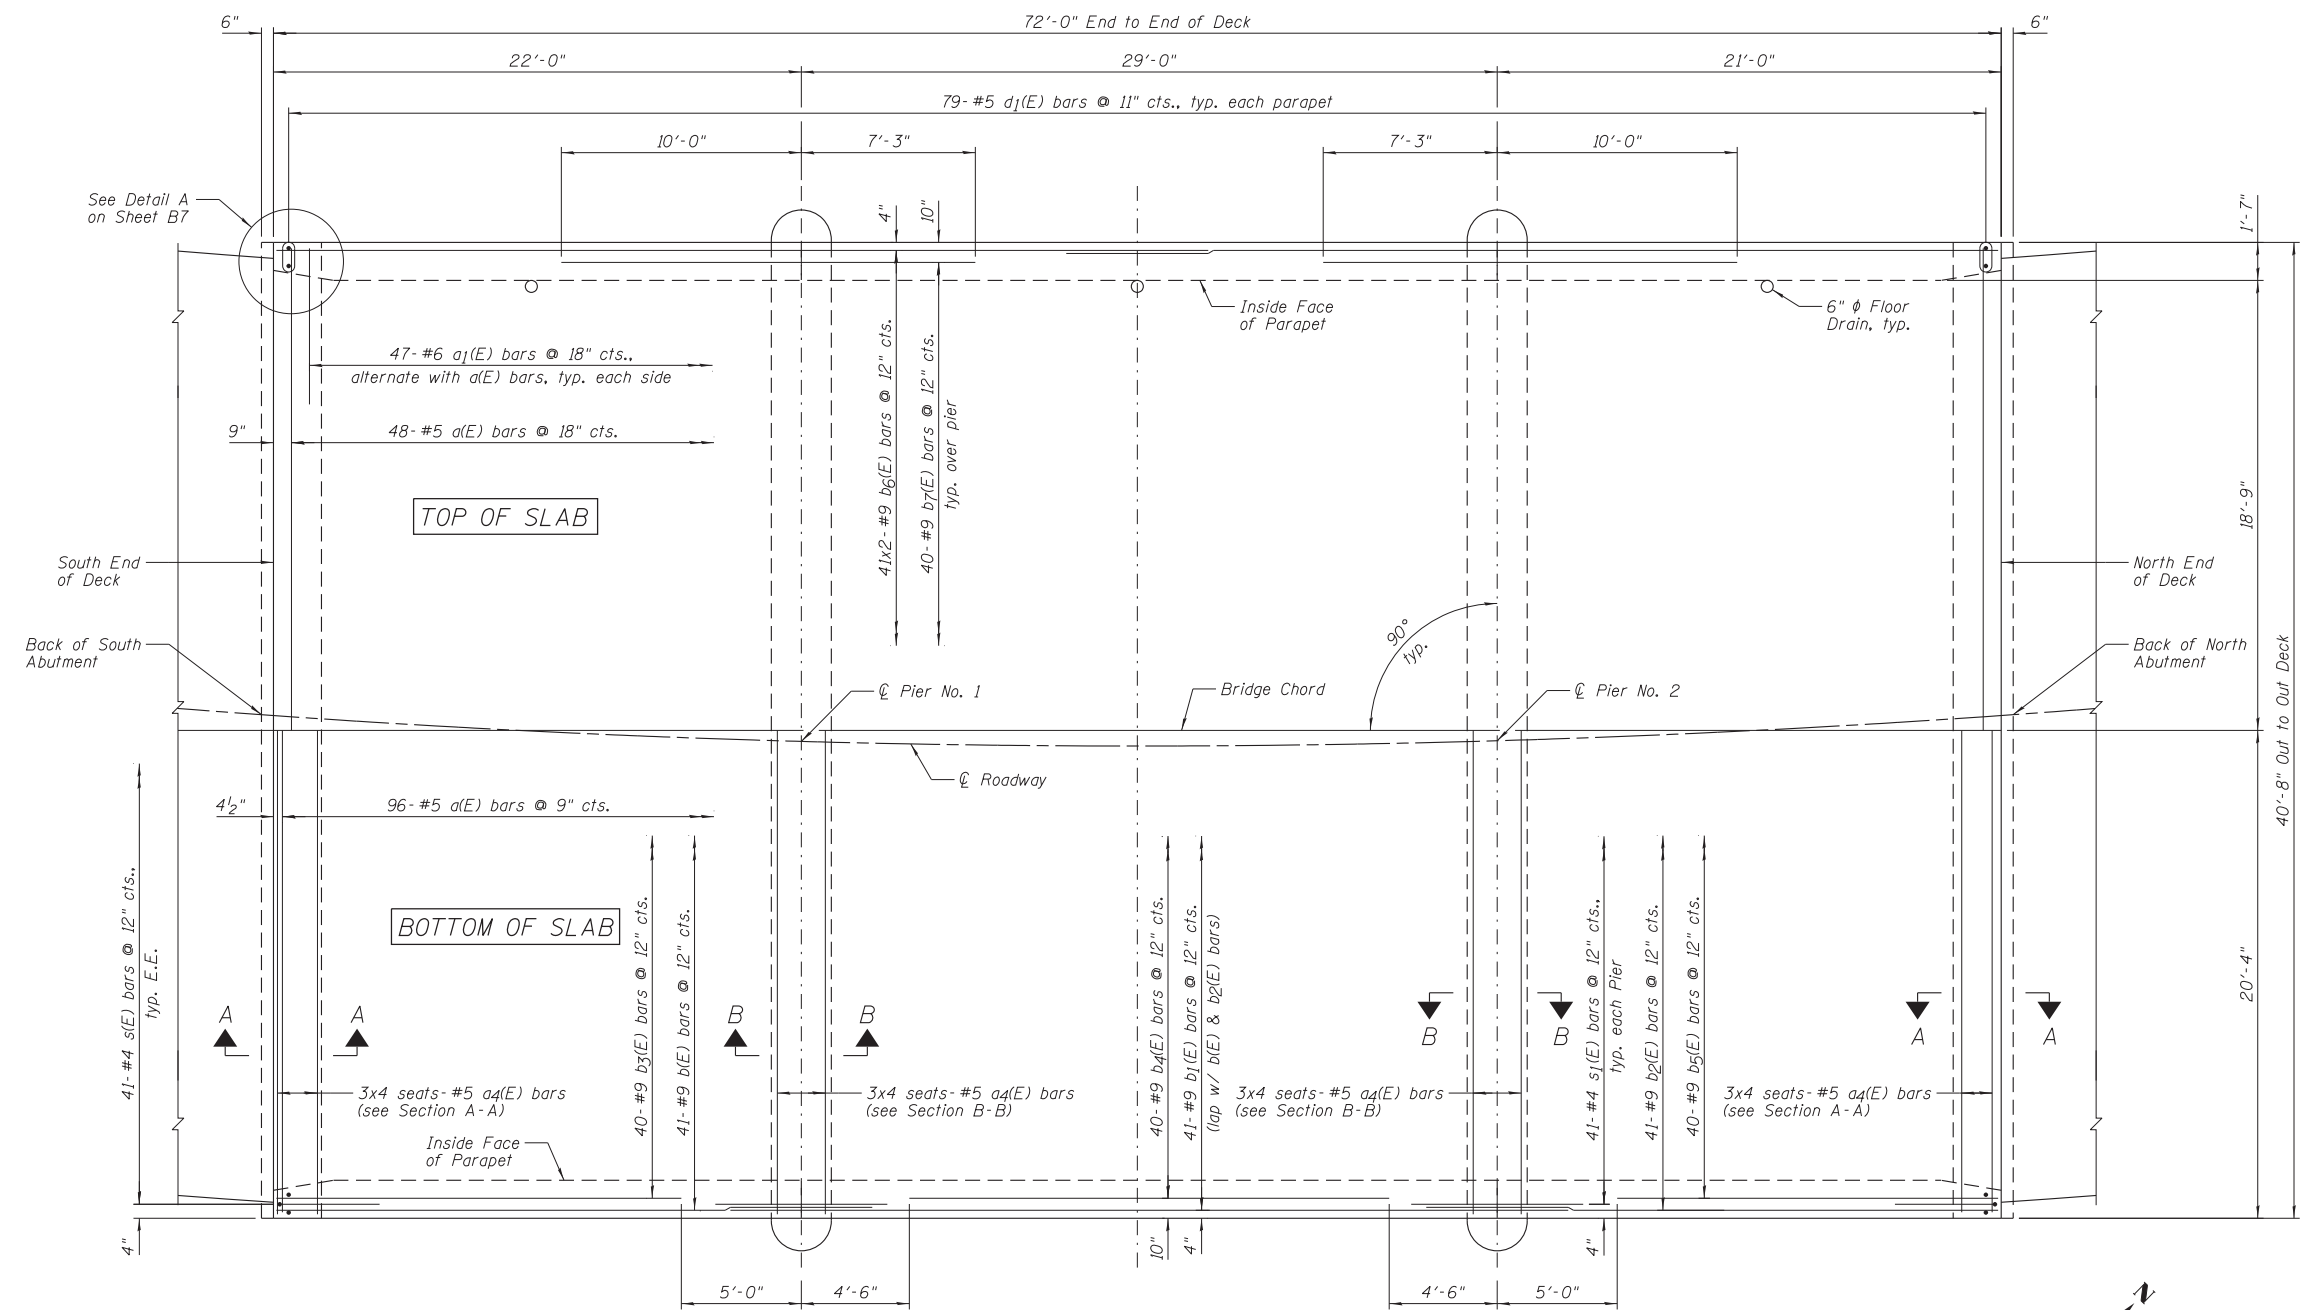 6"
72'-0" End to End of Deck
6"
22'-0"
29'-0"
21'-0"
79- #5 d1(E) bars @ 11" cts., typ. each parapet
10'-0"
7'-3"
7'-3"
10'-0"
See Detail A
on Sheet B7
4"
10"
1'-7"
Inside Face
of Parapet
6" ϕ Floor
Drain, typ.
47- #6 a1(E) bars @ 18" cts.,
alternate with a(E) bars, typ. each side
9"
48- #5 a(E) bars @ 18" cts.
41x2- #9 b6(E) bars @ 12" cts.
40- #9 b7(E) bars @ 12" cts.
typ. over pier
TOP OF SLAB
18'-9"
South End
of Deck
North End
of Deck
Back of South
Abutment
90°
typ.
Back of North
Abutment
℄ Pier No. 1
Bridge Chord
℄ Pier No. 2
40'-8" Out to Out Deck
℄ Roadway
4½"
96- #5 a(E) bars @ 9" cts.
41- #4 s(E) bars @ 12" cts.,
typ. E.E.
BOTTOM OF SLAB
40- #9 b3(E) bars @ 12" cts.
41- #9 b(E) bars @ 12" cts.
40- #9 b4(E) bars @ 12" cts.
41- #9 b1(E) bars @ 12" cts.
(lap w/ b(E) & b2(E) bars)
41- #4 s1(E) bars @ 12" cts.,
typ. each Pier
41- #9 b2(E) bars @ 12" cts.
40- #9 b5(E) bars @ 12" cts.
20'-4"
A
A
B
B
B
B
A
A
3x4 seats- #5 a4(E) bars
(see Section A-A)
3x4 seats- #5 a4(E) bars
(see Section B-B)
3x4 seats- #5 a4(E) bars
(see Section B-B)
3x4 seats- #5 a4(E) bars
(see Section A-A)
Inside Face
of Parapet
4"
10"
4"
4"
5'-0"
4'-6"
4'-6"
5'-0"
N